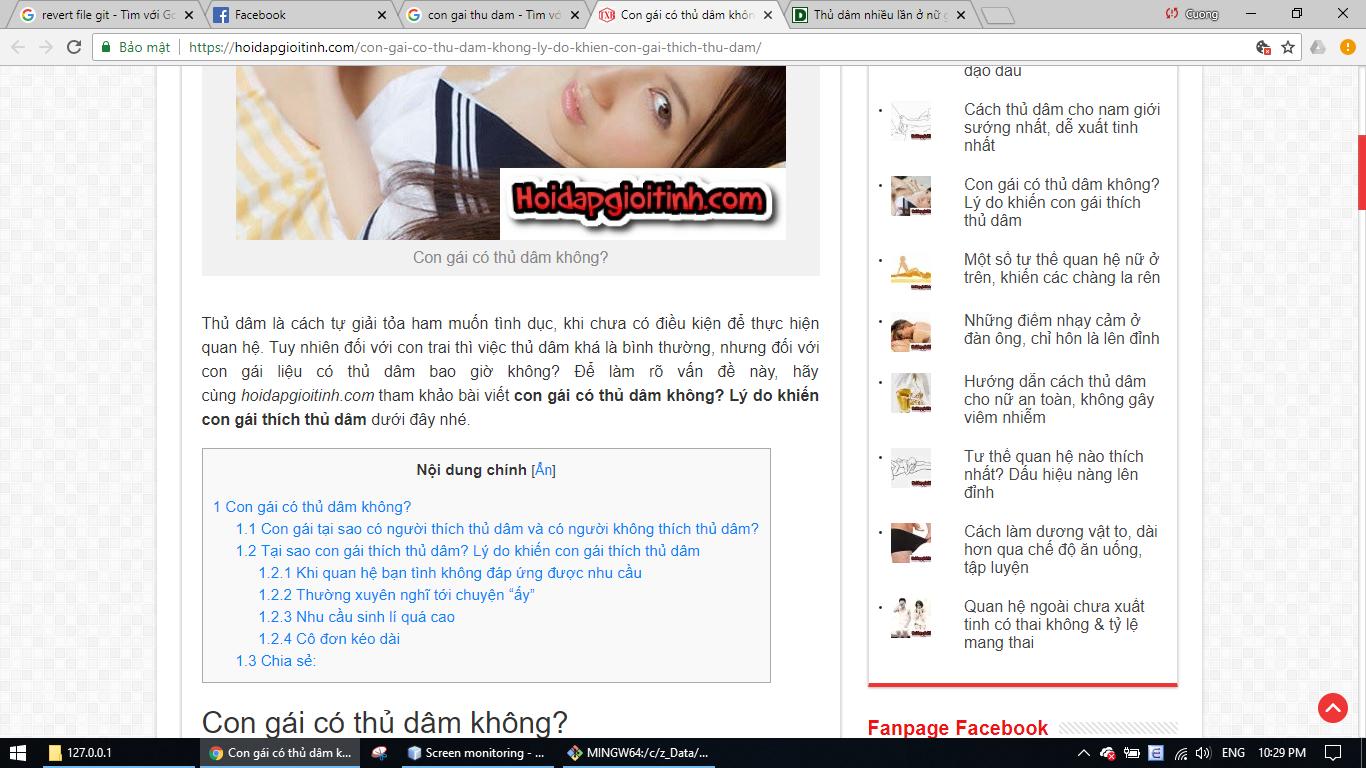 revert file git - Tìm với Go
Facebook
con gai thu dam - Tìm vớ
Con gái có thủ dâm khôn
Thủ dâm nhiều lần ở nữ g
Cuong
Bảo mật
https://hoidapgioitinh.com/con-gai-co-thu-dam-khong-ly-do-khien-con-gai-thich-thu-dam/
Hoidapgioitinh.com
Con gái có thủ dâm không?
Thủ dâm là cách tự giải tỏa ham muốn tình dục, khi chưa có điều kiện để thực hiện
quan hệ. Tuy nhiên đối với con trai thì việc thủ dâm khá là bình thường, nhưng đối với
con gái liệu có thủ dâm bao giờ không? Để làm rõ vấn đề này, hãy
cùng hoidapgioitinh.com tham khảo bài viết con gái có thủ dâm không? Lý do khiến
con gái thích thủ dâm dưới đây nhé.
Nội dung chính [Ẩn]
1 Con gái có thủ dâm không?
1.1 Con gái tại sao có người thích thủ dâm và có người không thích thủ dâm?
1.2 Tại sao con gái thích thủ dâm? Lý do khiến con gái thích thủ dâm
1.2.1 Khi quan hệ bạn tình không đáp ứng được nhu cầu
1.2.2 Thường xuyên nghĩ tới chuyện “ấy”
1.2.3 Nhu cầu sinh lí quá cao
1.2.4 Cô đơn kéo dài
1.3 Chia sẻ:
Con gái có thủ dâm không?
dạo đầu
Cách thủ dâm cho nam giới
sướng nhất, dễ xuất tinh
nhất
Con gái có thủ dâm không?
Lý do khiến con gái thích
thủ dâm
Một số tư thế quan hệ nữ ở
trên, khiến các chàng la rên
Những điểm nhạy cảm ở
đàn ông, chỉ hôn là lên đỉnh
Hướng dẫn cách thủ dâm
cho nữ an toàn, không gây
viêm nhiễm
Tư thế quan hệ nào thích
nhất? Dấu hiệu nàng lên
đỉnh
Cách làm dương vật to, dài
hơn qua chế độ ăn uống,
tập luyện
Quan hệ ngoài chưa xuất
tinh có thai không & tỷ lệ
mang thai
Fanpage Facebook
127.0.0.1
Con gái có thủ dâm k...
Screen monitoring - ...
MINGW64:/c/z_Data/...
ENG
10:29 PM